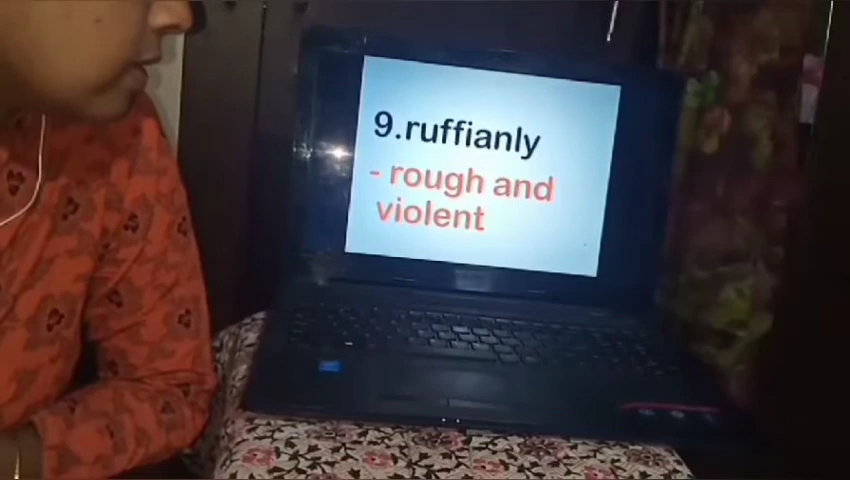 9.ruffianly
- rough and
violent